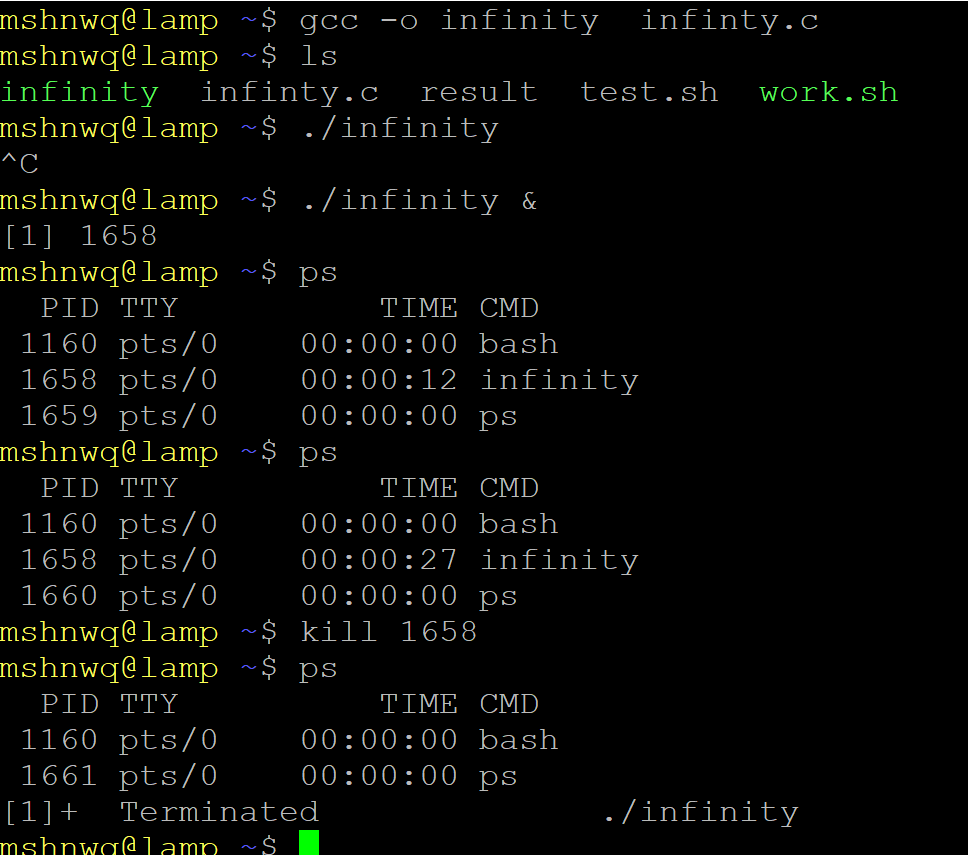 mshnwq@lamp ~$ gcc -o infinity  infinty.c
mshnwq@lamp ~$ ls
infinity  infinty.c  result  test.sh  work.sh
mshnwq@lamp ~$ ./infinity
^C
mshnwq@lamp ~$ ./infinity &
[1] 1658
mshnwq@lamp ~$ ps
  PID TTY          TIME CMD
 1160 pts/0    00:00:00 bash
 1658 pts/0    00:00:12 infinity
 1659 pts/0    00:00:00 ps
mshnwq@lamp ~$ ps
  PID TTY          TIME CMD
 1160 pts/0    00:00:00 bash
 1658 pts/0    00:00:27 infinity
 1660 pts/0    00:00:00 ps
mshnwq@lamp ~$ kill 1658
mshnwq@lamp ~$ ps
  PID TTY          TIME CMD
 1160 pts/0    00:00:00 bash
 1661 pts/0    00:00:00 ps
[1]+  Terminated              ./infinity
mshnwq@lamp ~$